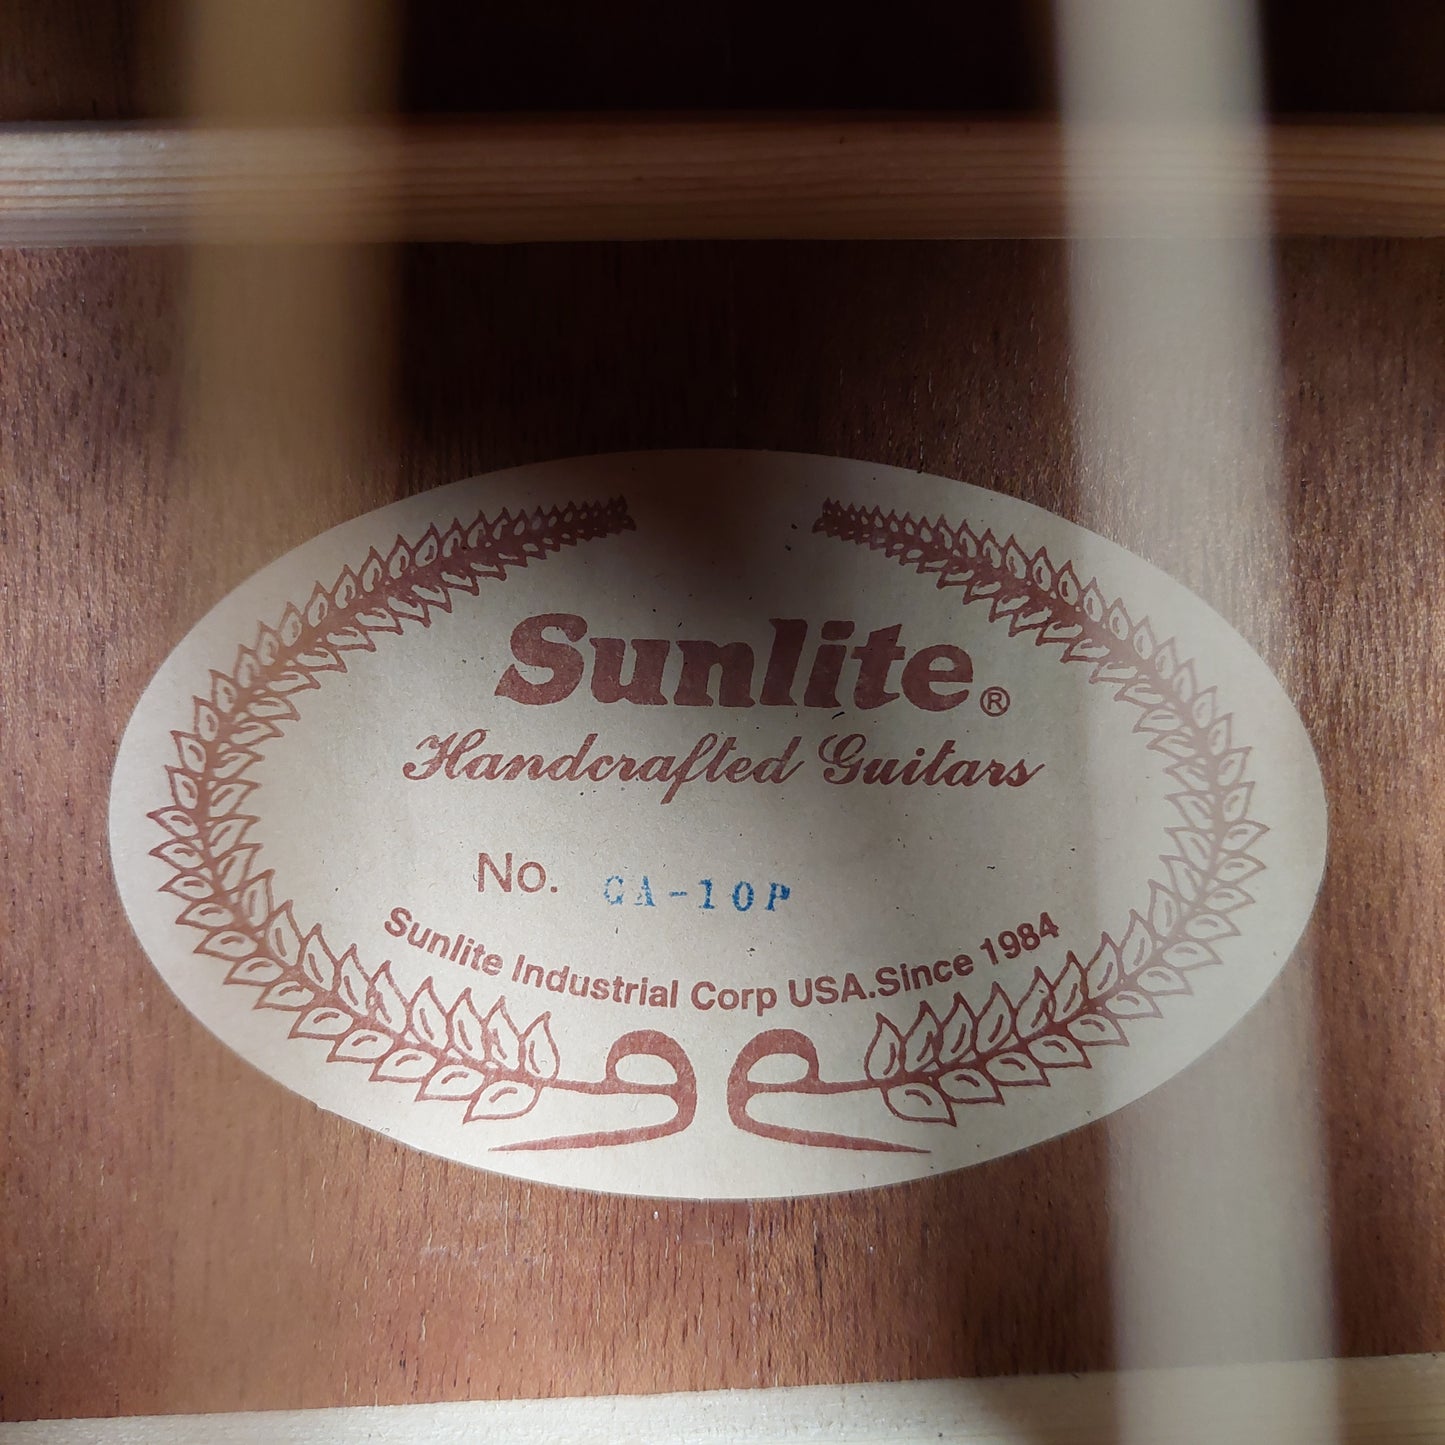 Sunlite®
Handcrafted Guitars
No. GA-10P
Sunlite Industrial Corp USA.Since 1984